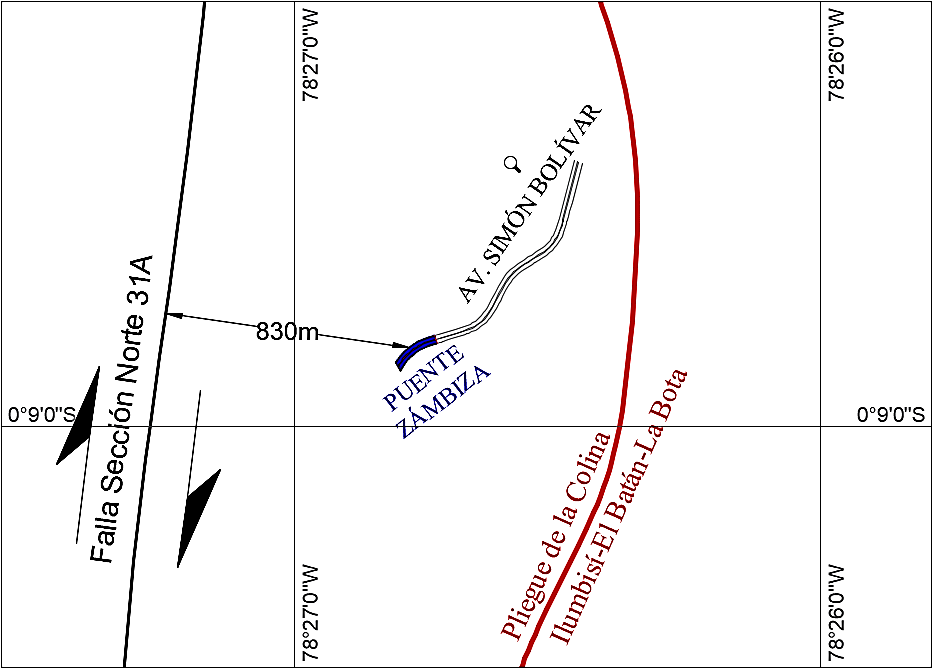 78°27'0"W
78°26'0"W
AV. SIMÓN BOLÍVAR
Falla Sección Norte 31A
830m
PUENTE
ZÁMBIZA
0°9'0"S
0°9'0"S
Pliegue de la Colina
Ilumbisí-El Batán-La Bota
78°27'0"W
78°26'0"W